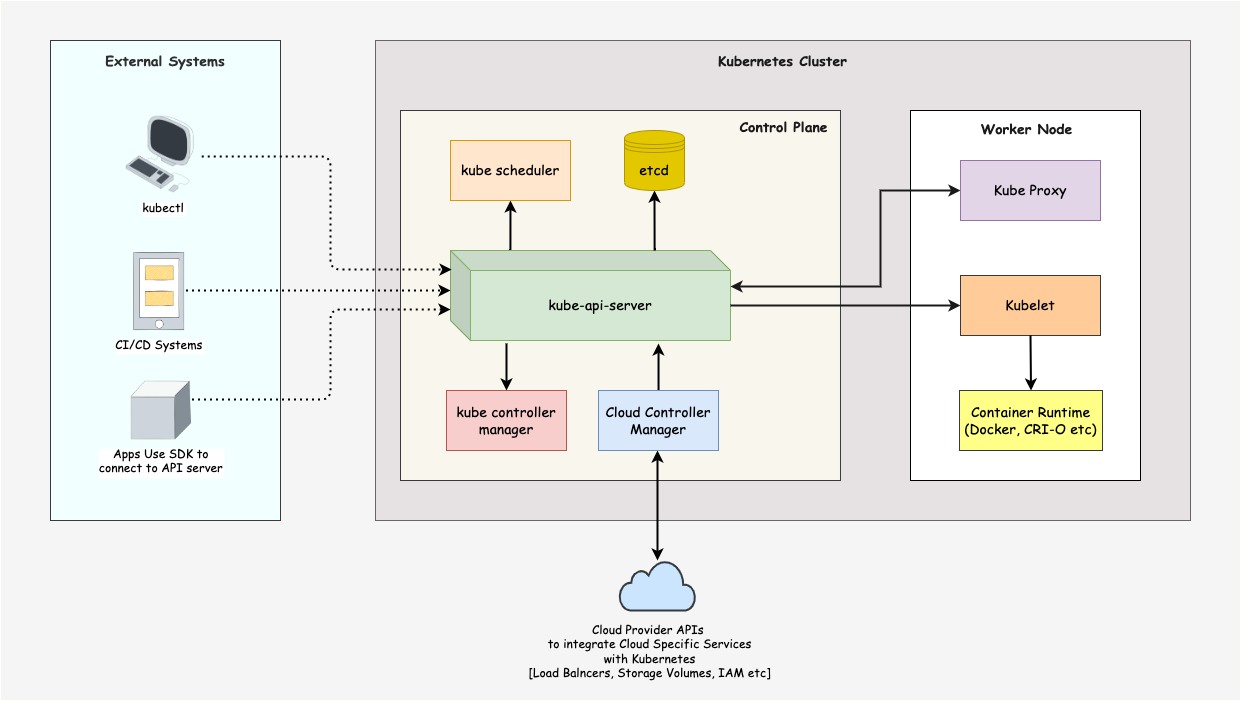 External Systems
kubectl
CI/CD Systems
Apps Use SDK to
connect to API server
Kubernetes Cluster
Control Plane
kube scheduler
etcd
kube-api-server
kube controller
manager
Cloud Controller
Manager
Worker Node
Kube Proxy
Kubelet
Container Runtime
(Docker, CRI-O etc)
Cloud Provider APIs
to integrate Cloud Specific Services
with Kubernetes
[Load Balncers, Storage Volumes, IAM etc]